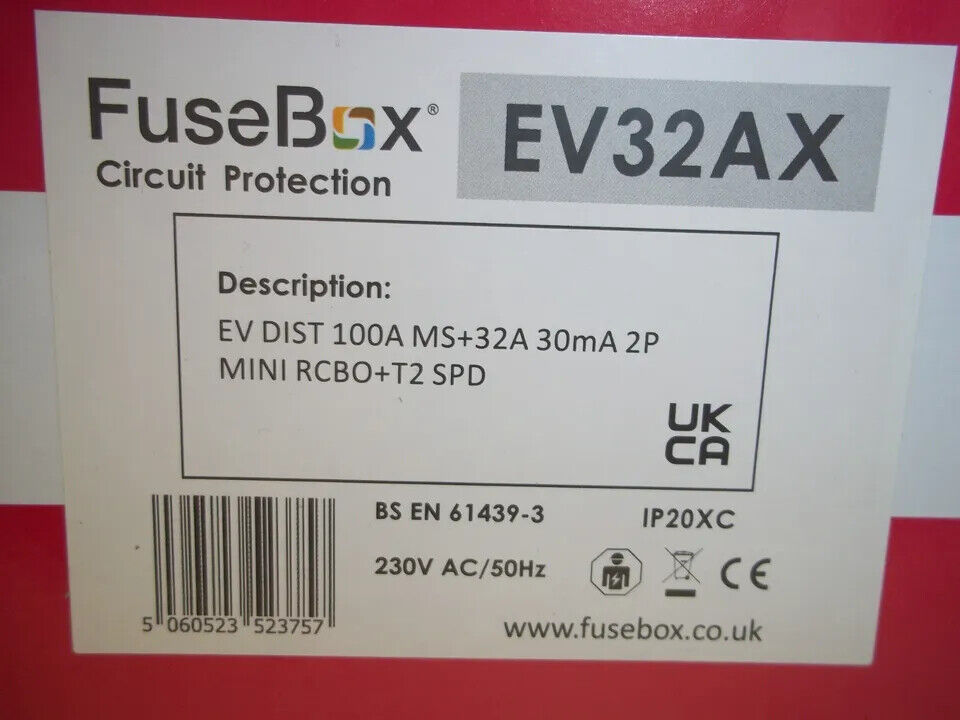 FuseBox®
EV32AX
Circuit Protection
Description:
EV DIST 100A MS+32A 30mA 2P
MINI RCBO+T2 SPD
UK
CA
BS EN 61439-3
IP20XC
230V AC/50Hz
CE
5 060523 523757
www.fusebox.co.uk